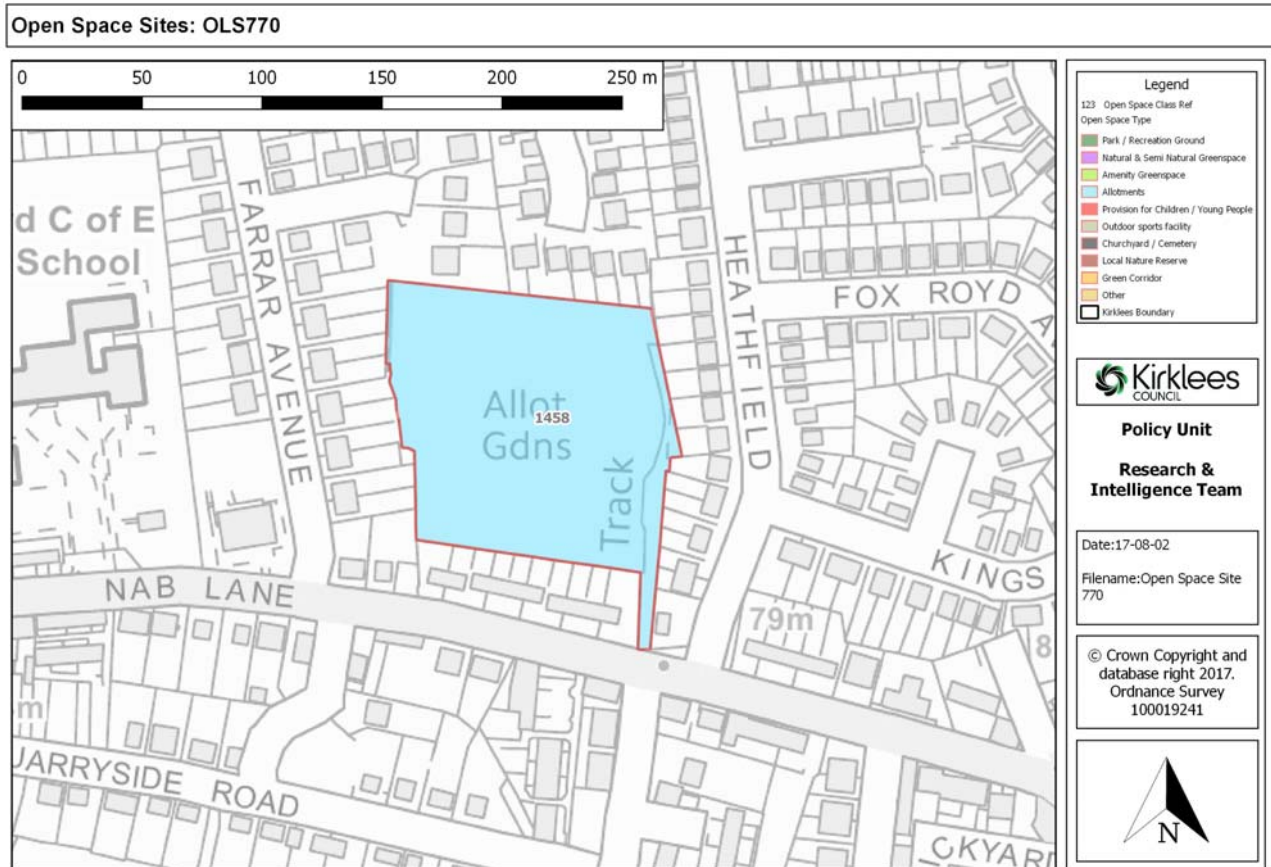 Open Space Sites: OLS770
0 50 100 150 200 250 m
d C of E
School
FARRAR AVENUE
HEATHFIELD
FOX ROYD
A
Allot
Gdns
1458
Track
NAB LANE
KINGS
79m
8
m
UARRYSIDE ROAD
CKYARD
Legend
123 Open Space Class Ref
Open Space Type
Park / Recreation Ground
Natural & Semi Natural Greenspace
Amenity Greenspace
Allotments
Provision for Children / Young People
Outdoor sports facility
Churchyard / Cemetery
Local Nature Reserve
Green Corridor
Other
Kirklees Boundary
Kirklees
COUNCIL
Policy Unit
Research &
Intelligence Team
Date:17-08-02
Filename:Open Space Site
770
© Crown Copyright and
database right 2017.
Ordnance Survey
100019241
N